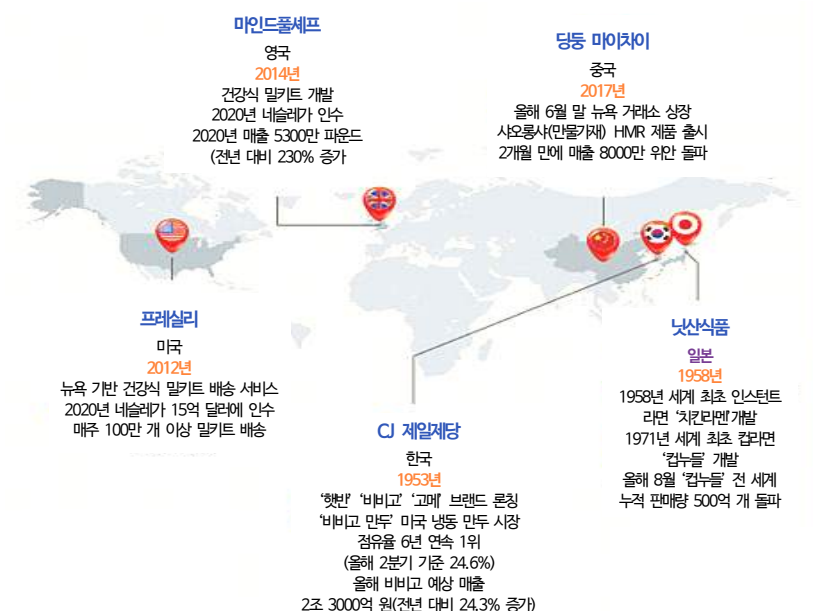 마인드풀셰프
영국
2014년
건강식 밀키트 개발
2020년 네슬레가 인수
2020년 매출 5300만 파운드
(전년 대비 230% 증가
딩동 마이차이
중국
2017년
올해 6월 말 뉴욕 거래소 상장
샤오롱샤(만물가재) HMR 제품 출시
2개월 만에 매출 8000만 위안 돌파
프레실리
미국
2012년
뉴욕 기반 건강식 밀키트 배송 서비스
2020년 네슬레가 15억 달러에 인수
매주 100만 개 이상 밀키트 배송
CJ 제일제당
한국
1953년
‘햇반’ ‘비비고’ ‘고메’ 브랜드 론칭
‘비비고 만두’ 미국 냉동 만두 시장
점유율 6년 연속 1위
(올해 2분기 기준 24.6%)
올해 비비고 예상 매출
2조 3000억 원(전년 대비 24.3% 증가)
닛산식품
일본
1958년
1958년 세계 최초 인스턴트
라면 ‘치킨라멘’개발
1971년 세계 최초 컵라면
‘컵누들’ 개발
올해 8월 ‘컵누들’ 전 세계
누적 판매량 500억 개 돌파